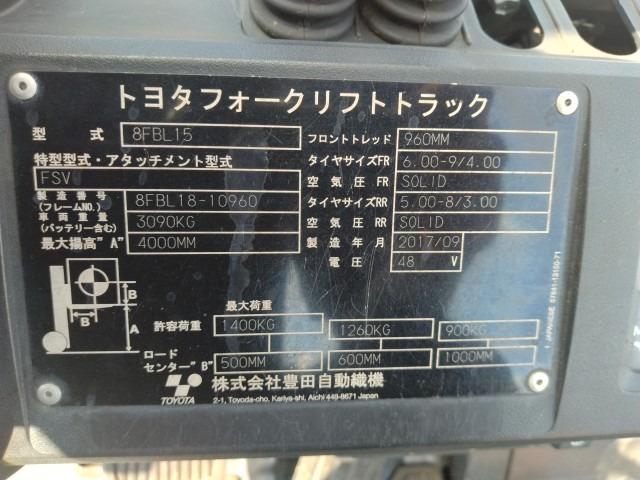 トヨタフォークリフトトラック
型 式 8FBL15
特型型式・アタッチメント型式
FSV
製造番号 (フレームNO.) 8FBL18-10960
車両重量 (バッテリー含む) 3090KG
最大揚高"A" 4000MM
フロントトレッド 960MM
タイヤサイズFR 6.00-9/4.00
空気圧 FR SOLID
タイヤサイズRR 5.00-8/3.00
空気圧 RR SOLID
製造年月 2017/09
電圧 48 V
B
B
A
最大荷重
許容荷重 1400KG 1260KG 900KG
ロード
センター"B" 500MM 600MM 1000MM
TOYOTA
株式会社豊田自動織機
2-1, Toyoda-cho, Kariya-shi, Aichi 448-8671 Japan
1 JAPANESE 57841-13150-71